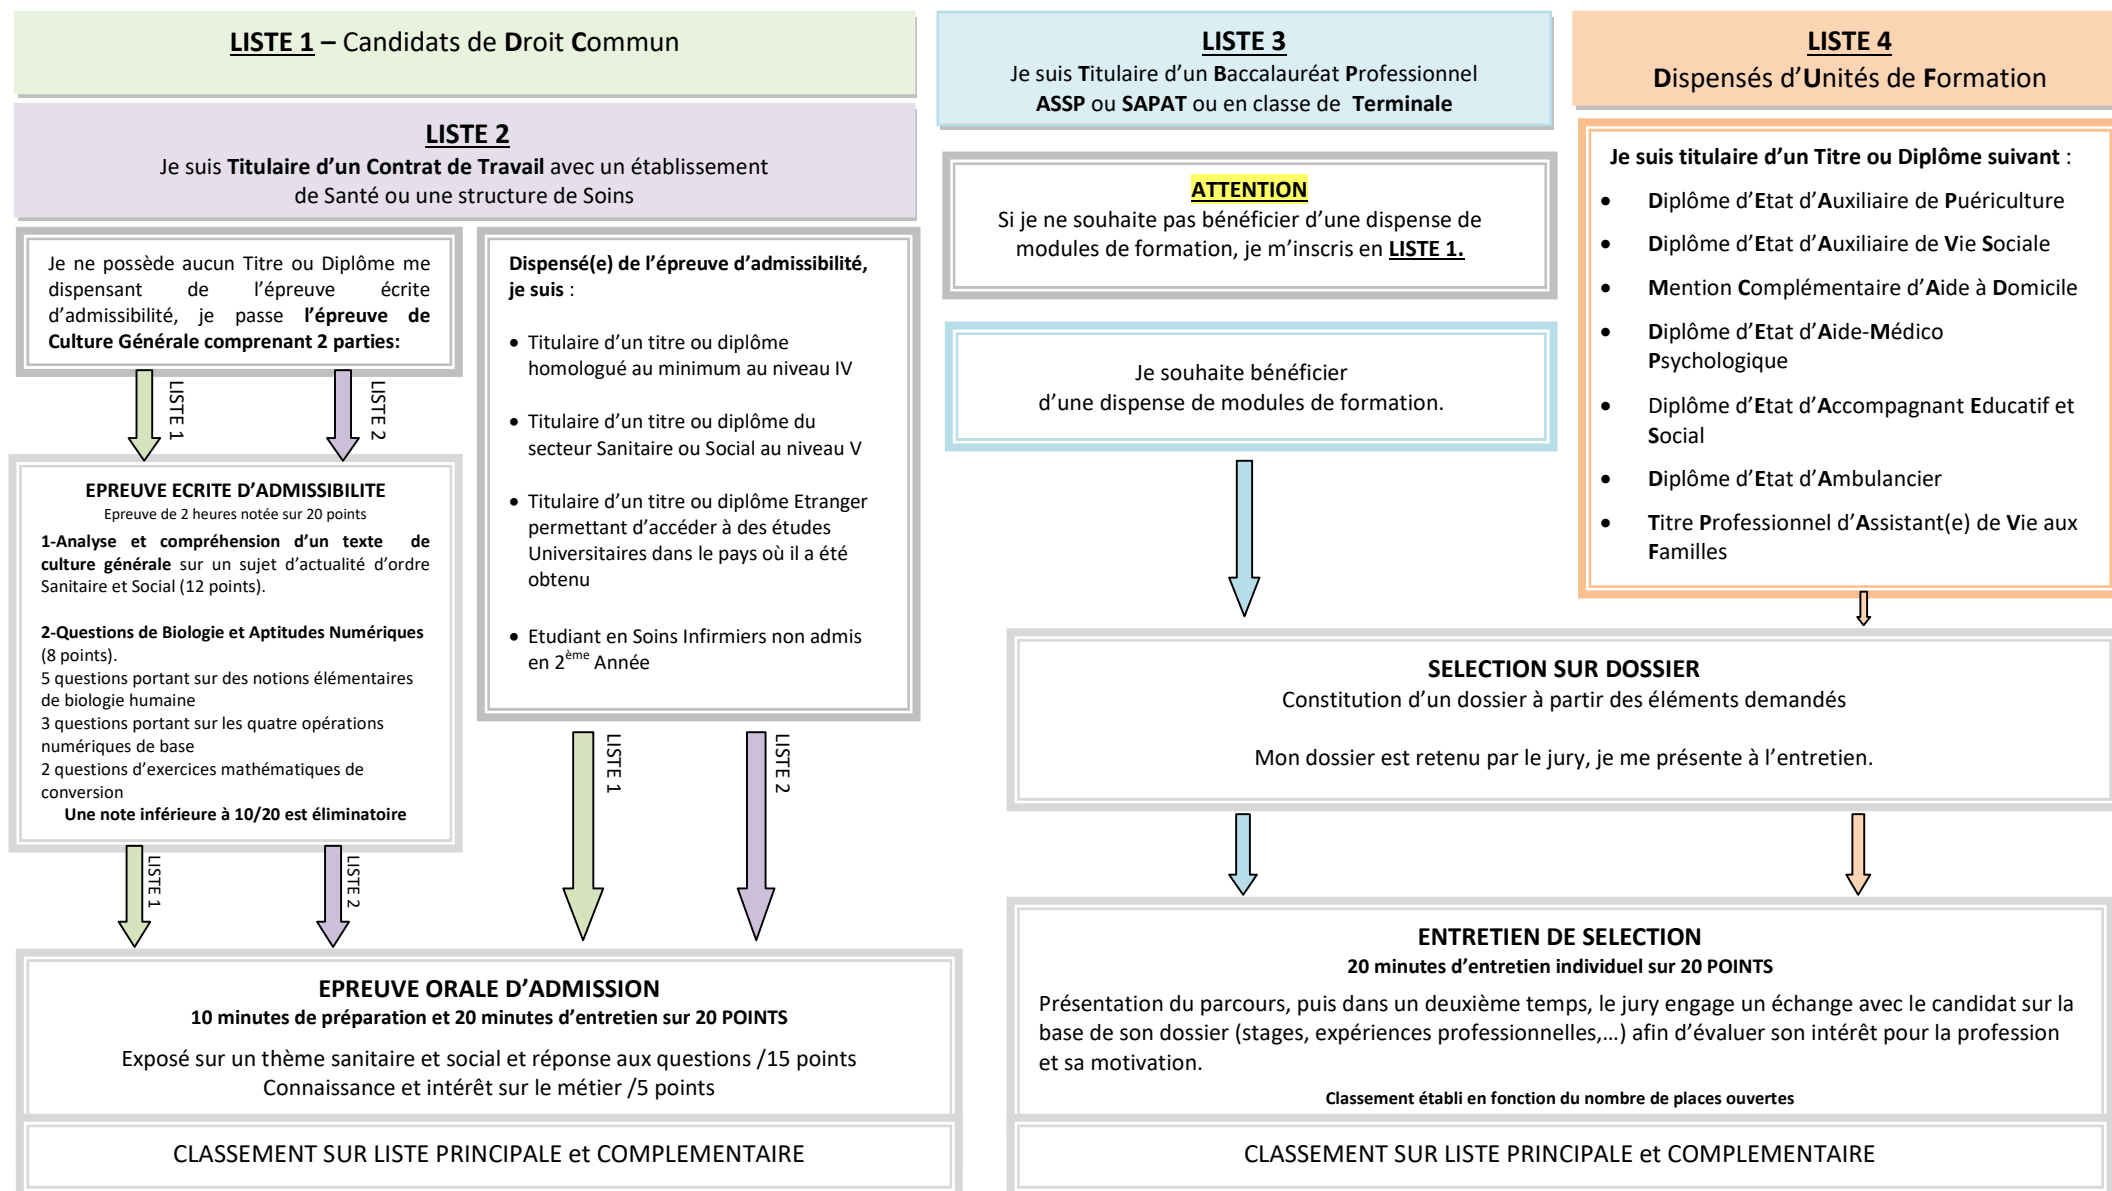 LISTE 1 – Candidats de Droit Commun
LISTE 2
Je suis Titulaire d’un Contrat de Travail avec un établissement
de Santé ou une structure de Soins
Je ne possède aucun Titre ou Diplôme me
dispensant de l’épreuve écrite
d’admissibilité, je passe l’épreuve de
Culture Générale comprenant 2 parties:
LISTE 1
LISTE 2
EPREUVE ECRITE D’ADMISSIBILITE
Epreuve de 2 heures notée sur 20 points
1-Analyse et compréhension d’un texte de
culture générale sur un sujet d’actualité d’ordre
Sanitaire et Social (12 points).
2-Questions de Biologie et Aptitudes Numériques
(8 points).
5 questions portant sur des notions élémentaires
de biologie humaine
3 questions portant sur les quatre opérations
numériques de base
2 questions d’exercices mathématiques de
conversion
Une note inférieure à 10/20 est éliminatoire
LISTE 1
LISTE 2
Dispensé(e) de l’épreuve d’admissibilité,
je suis :
• Titulaire d’un titre ou diplôme
homologué au minimum au niveau IV
• Titulaire d’un titre ou diplôme du
secteur Sanitaire ou Social au niveau V
• Titulaire d’un titre ou diplôme Etranger
permettant d’accéder à des études
Universitaires dans le pays où il a été
obtenu
• Etudiant en Soins Infirmiers non admis
en 2ème Année
LISTE 1
LISTE 2
EPREUVE ORALE D’ADMISSION
10 minutes de préparation et 20 minutes d’entretien sur 20 POINTS
Exposé sur un thème sanitaire et social et réponse aux questions /15 points
Connaissance et intérêt sur le métier /5 points
CLASSEMENT SUR LISTE PRINCIPALE et COMPLEMENTAIRE
LISTE 3
Je suis Titulaire d’un Baccalauréat Professionnel
ASSP ou SAPAT ou en classe de Terminale
ATTENTION
Si je ne souhaite pas bénéficier d’une dispense de
modules de formation, je m’inscris en LISTE 1.
Je souhaite bénéficier
d’une dispense de modules de formation.
LISTE 4
Dispensés d’Unités de Formation
Je suis titulaire d’un Titre ou Diplôme suivant :
• Diplôme d’Etat d’Auxiliaire de Puériculture
• Diplôme d’Etat d’Auxiliaire de Vie Sociale
• Mention Complémentaire d’Aide à Domicile
• Diplôme d’Etat d’Aide-Médico
Psychologique
• Diplôme d’Etat d’Accompagnant Educatif et
Social
• Diplôme d’Etat d’Ambulancier
• Titre Professionnel d’Assistant(e) de Vie aux
Familles
SELECTION SUR DOSSIER
Constitution d’un dossier à partir des éléments demandés
Mon dossier est retenu par le jury, je me présente à l’entretien.
ENTRETIEN DE SELECTION
20 minutes d’entretien individuel sur 20 POINTS
Présentation du parcours, puis dans un deuxième temps, le jury engage un échange avec le candidat sur la
base de son dossier (stages, expériences professionnelles,…) afin d’évaluer son intérêt pour la profession
et sa motivation.
Classement établi en fonction du nombre de places ouvertes
CLASSEMENT SUR LISTE PRINCIPALE et COMPLEMENTAIRE